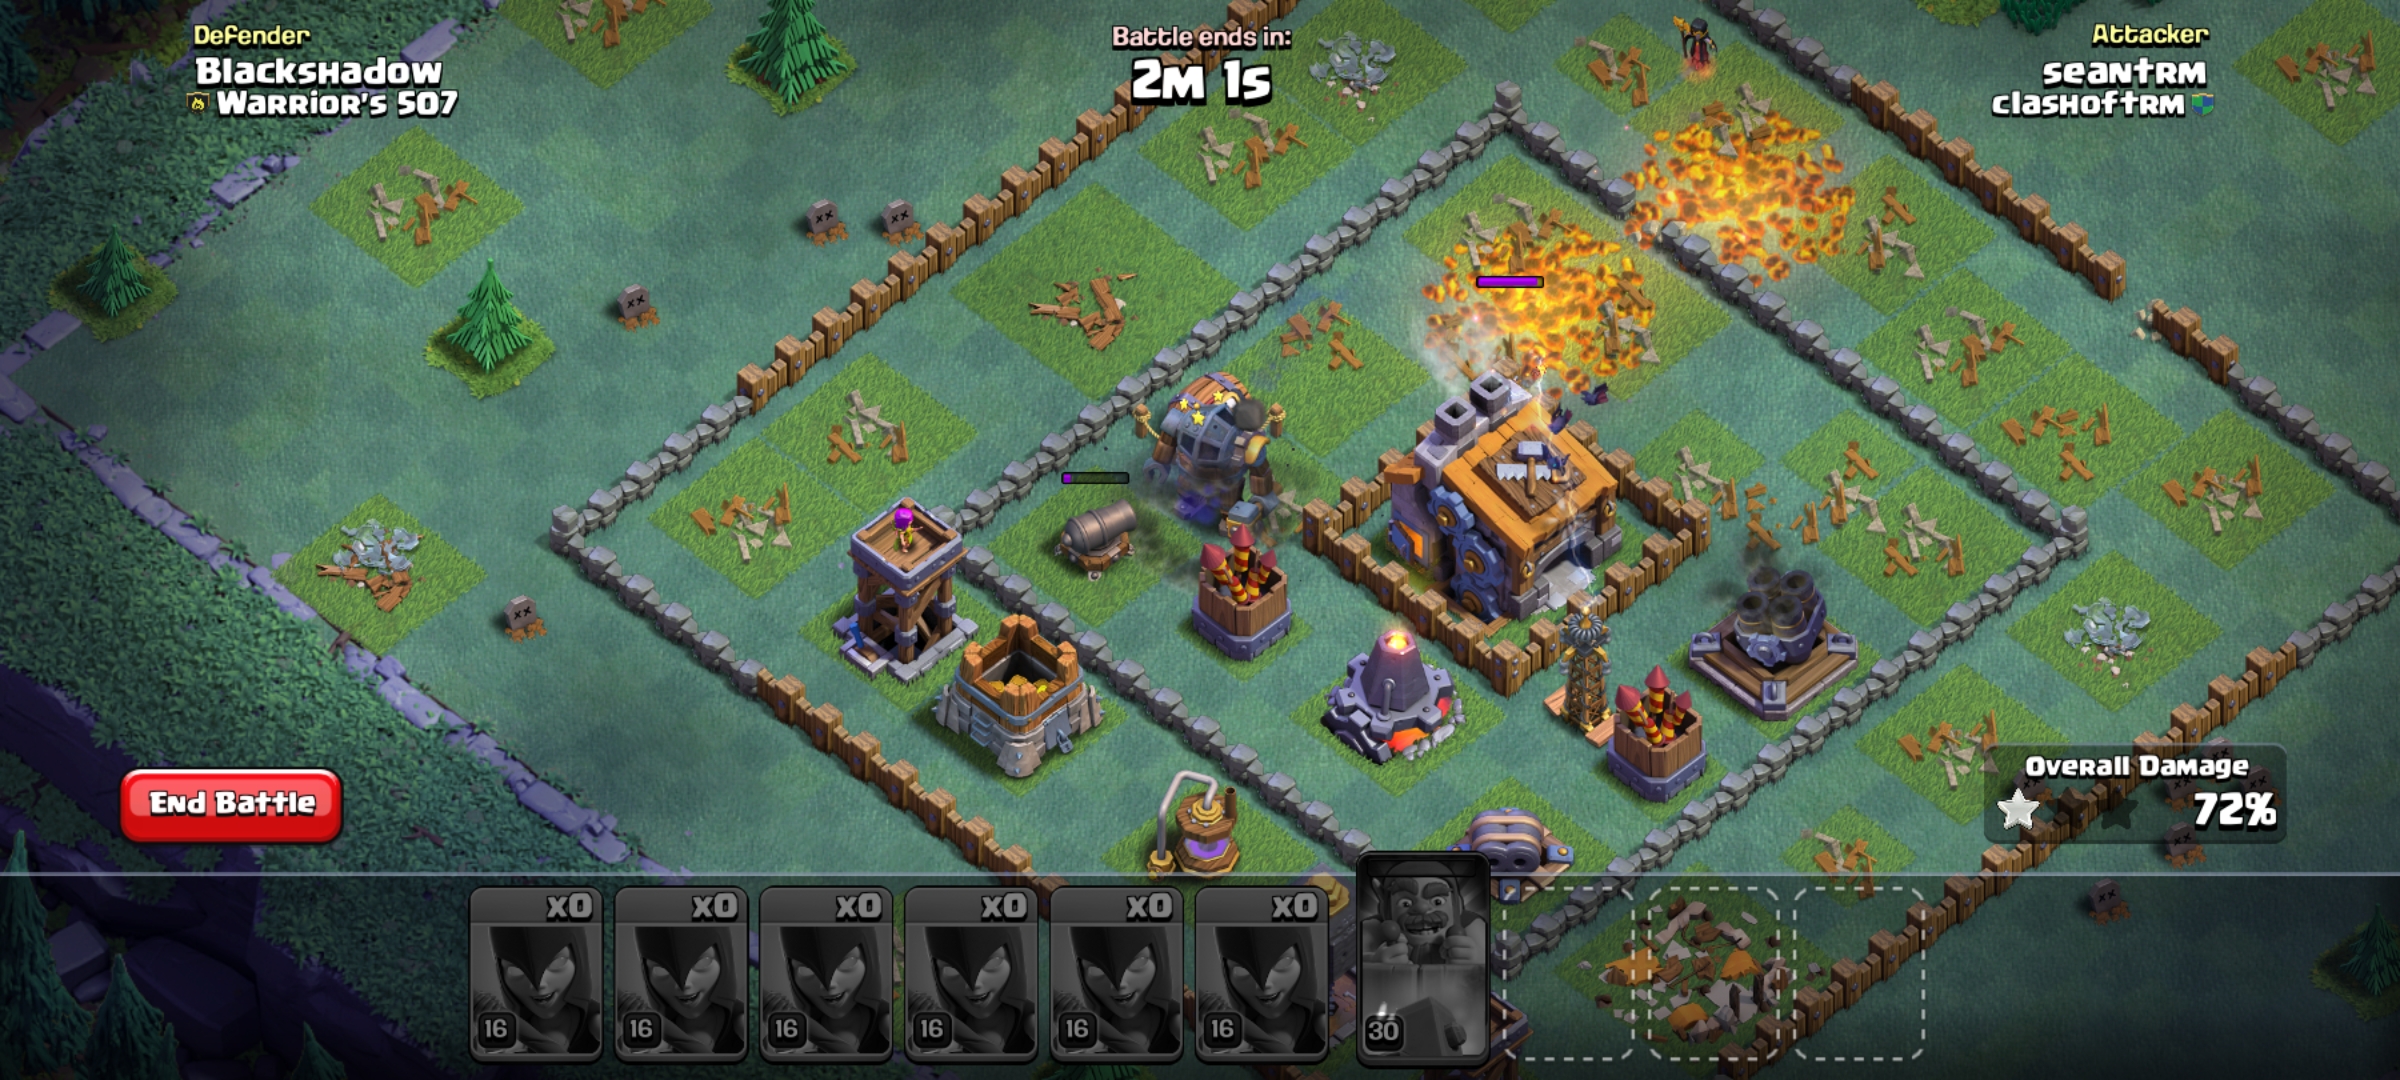 Defender
Blackshadow
Warrior's 507
Battle ends in:
2M 1s
Attacker
seantrm
clashoftrm
End Battle
Overall Damage
72%
x0
x0
x0
x0
x0
x0
16
16
16
16
16
16
30